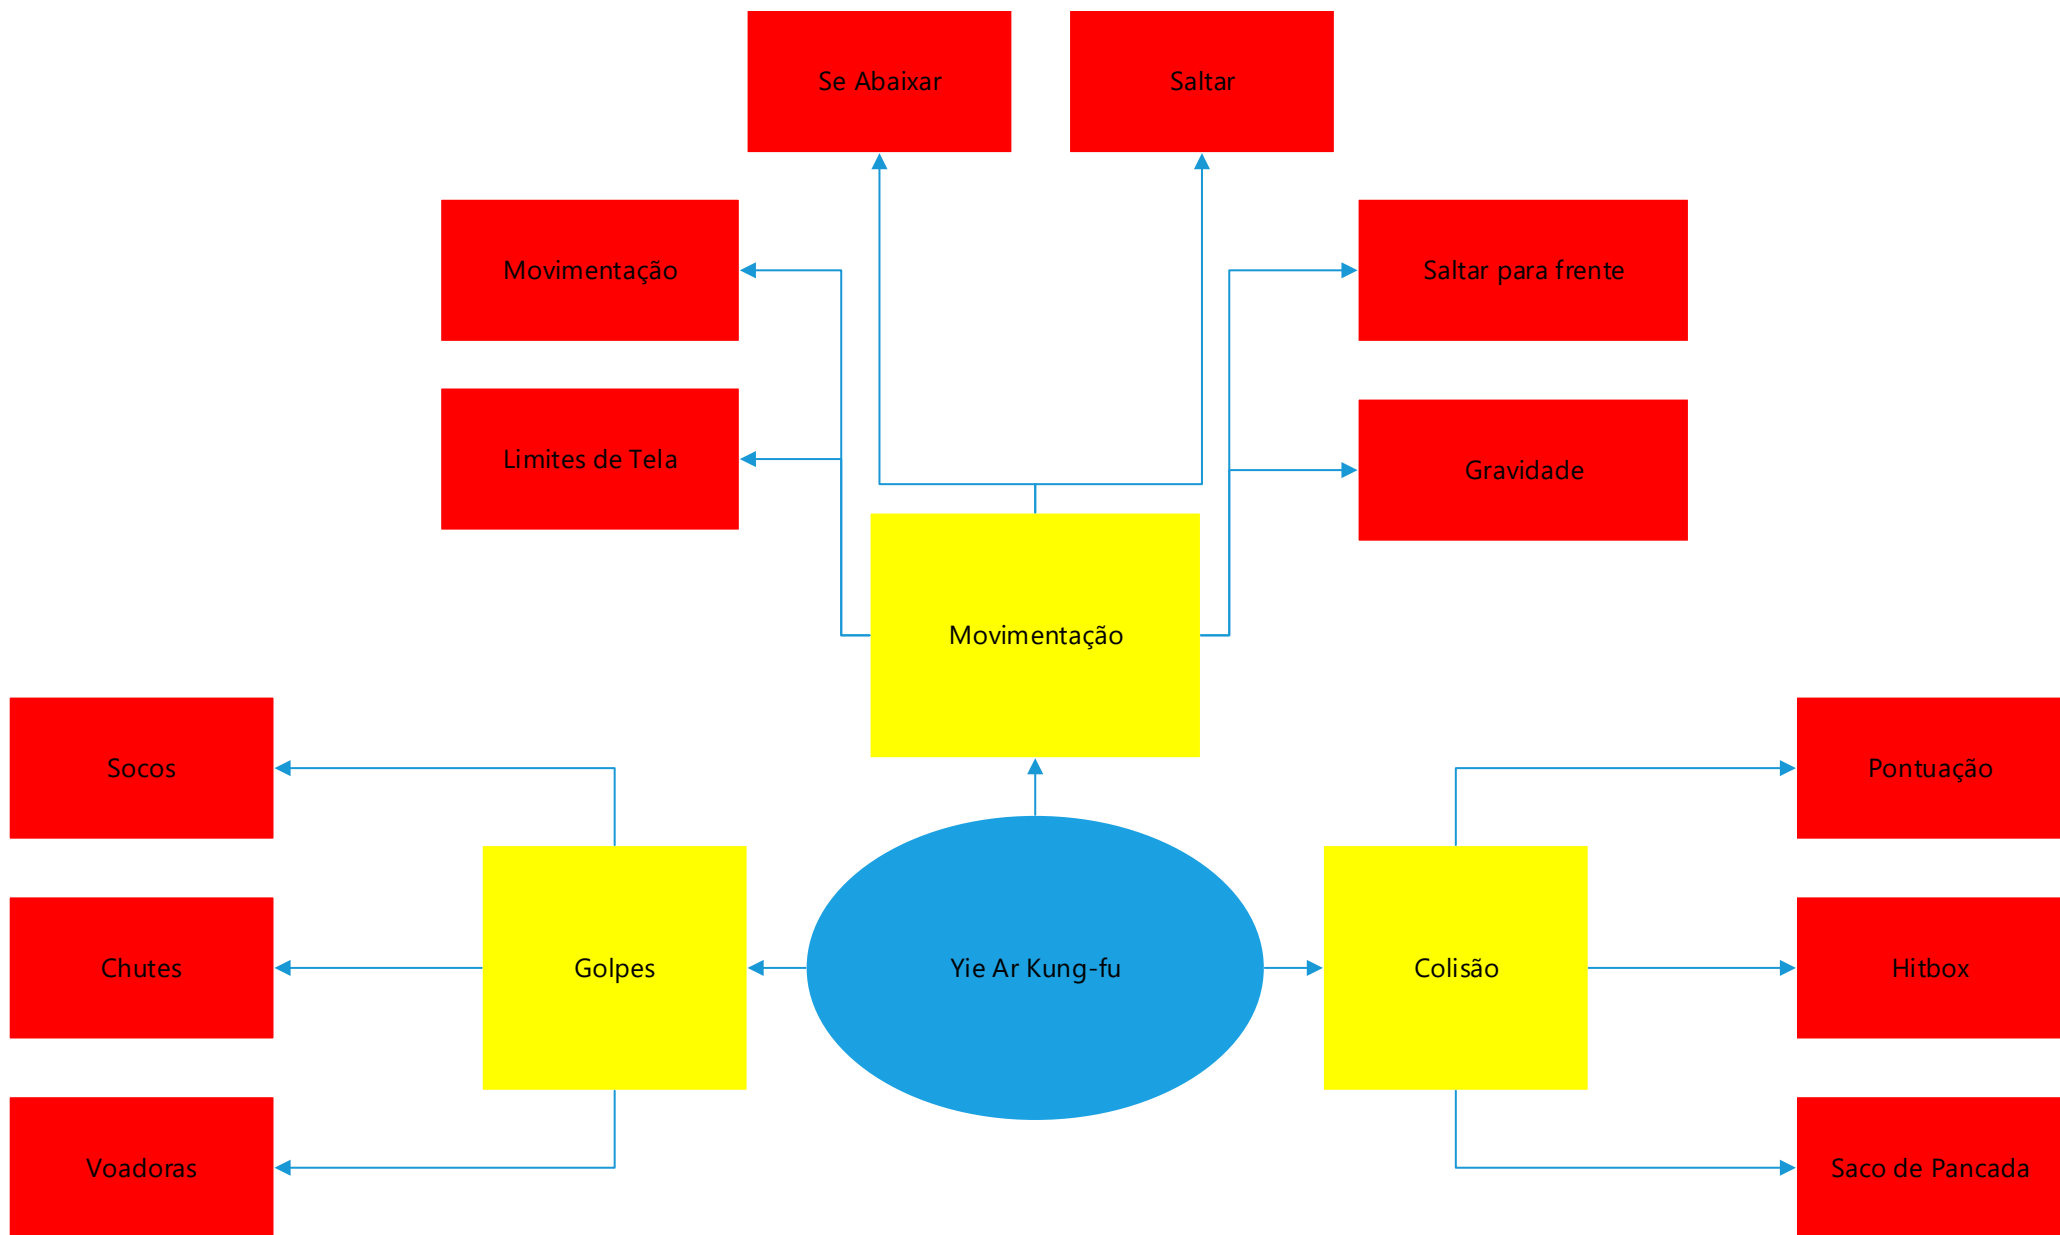 Se Abaixar
Saltar
Movimentação
Saltar para frente
Limites de Tela
Gravidade
Movimentação
Socos
Pontuação
Chutes
Golpes
Yie Ar Kung-fu
Colisão
Hitbox
Voadoras
Saco de Pancada